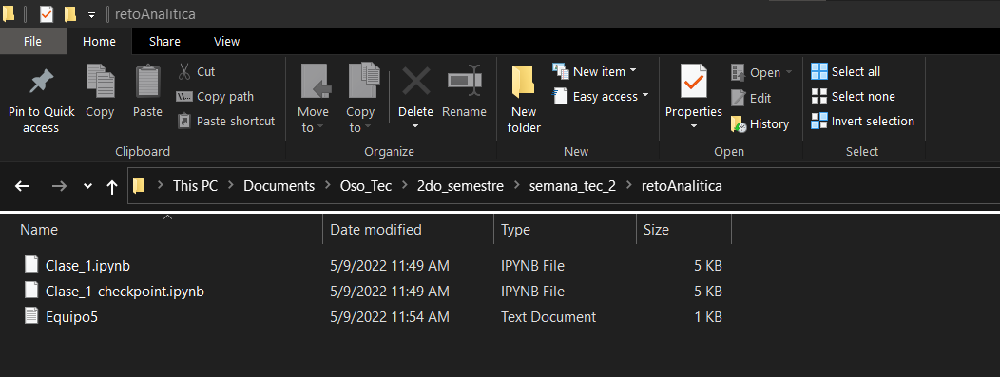 retoAnalitica
File Home Share View
Pin to Quick access
Copy
Paste
Cut
Copy path
Paste shortcut
Clipboard
Move to
Copy to
Delete
Rename
Organize
New folder
New item
Easy access
New
Properties
Open
Edit
History
Open
Select all
Select none
Invert selection
Select
This PC > Documents > Oso_Tec > 2do_semestre > semana_tec_2 > retoAnalitica
Name Date modified Type Size
Clase_1.ipynb 5/9/2022 11:49 AM IPYNB File 5 KB
Clase_1-checkpoint.ipynb 5/9/2022 11:49 AM IPYNB File 5 KB
Equipo5 5/9/2022 11:54 AM Text Document 1 KB